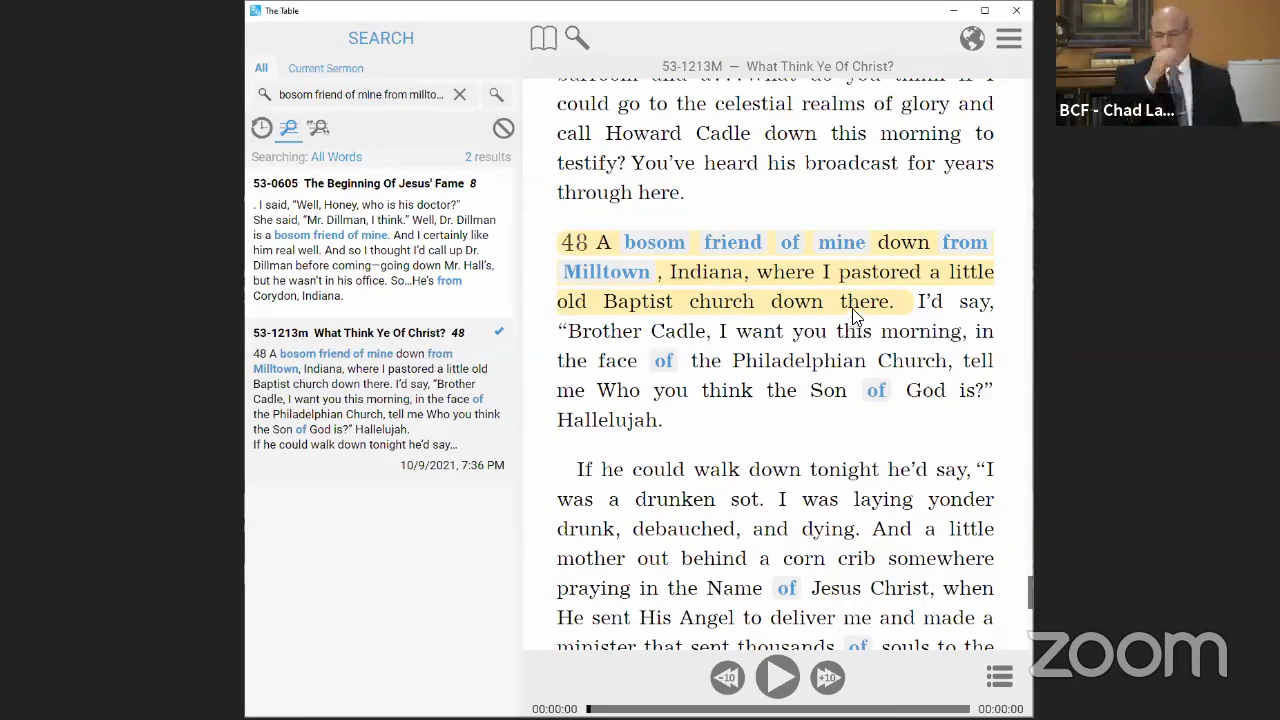 The Table
SEARCH
All
Current Sermon
bosom friend of mine from millto...
Searching: All Words
2 results
53-0605 The Beginning Of Jesus' Fame 8
. I said, “Well, Honey, who is his doctor?”
She said, “Mr. Dillman, I think.” Well, Dr. Dillman
is a bosom friend of mine. And I certainly like
him real well. And so I thought I'd call up Dr.
Dillman before coming—going down Mr. Hall's,
but he wasn't in his office. So...He's from
Corydon, Indiana.
53-1213m What Think Ye Of Christ? 48
48 A bosom friend of mine down from
Milltown, Indiana, where I pastored a little old
Baptist church down there. I'd say, “Brother
Cadle, I want you this morning, in the face of
the Philadelphian Church, tell me Who you think
the Son of God is?” Hallelujah.
If he could walk down tonight he'd say...
10/9/2021, 7:36 PM
53-1213M — What Think Ye Of Christ?
could go to the celestial realms of glory and
call Howard Cadle down this morning to
testify? You've heard his broadcast for years
through here.
48 A bosom friend of mine down from
Milltown , Indiana, where I pastored a little
old Baptist church down there. I'd say,
“Brother Cadle, I want you this morning, in
the face of the Philadelphian Church, tell
me Who you think the Son of God is?”
Hallelujah.
If he could walk down tonight he'd say, “I
was a drunken sot. I was laying yonder
drunk, debauched, and dying. And a little
mother out behind a corn crib somewhere
praying in the Name of Jesus Christ, when
He sent His Angel to deliver me and made a
minister that sent thousands of souls to the
-10
+10
00:00:00
00:00:00
BCF - Chad La...
zoom